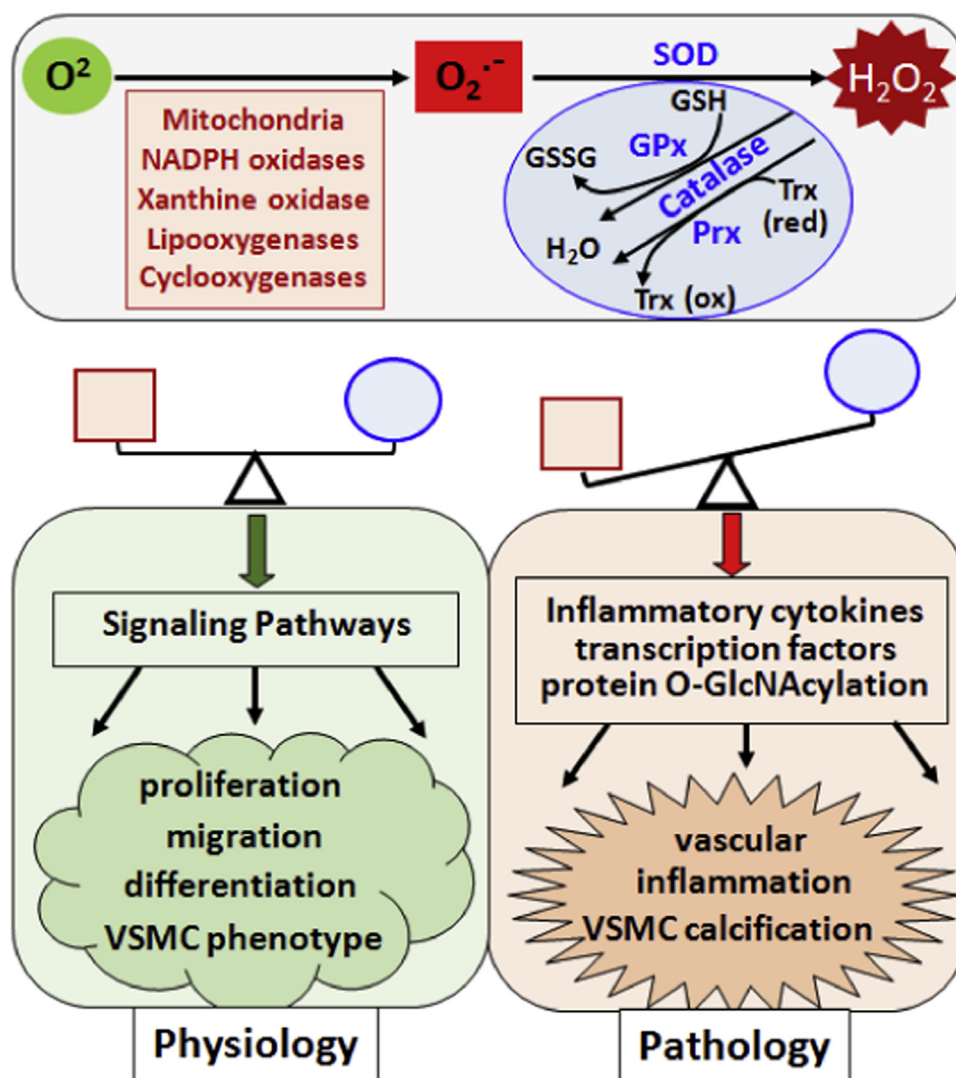 O²
O₂·⁻
SOD
H₂O₂
Mitochondria
NADPH oxidases
Xanthine oxidase
Lipooxygenases
Cyclooxygenases
GSH
GPx
GSSG
Catalase
Trx
(red)
Prx
H₂O
Trx (ox)
Signaling Pathways
proliferation
migration
differentiation
VSMC phenotype
Physiology
Inflammatory cytokines
transcription factors
protein O-GlcNAcylation
vascular
inflammation
VSMC calcification
Pathology